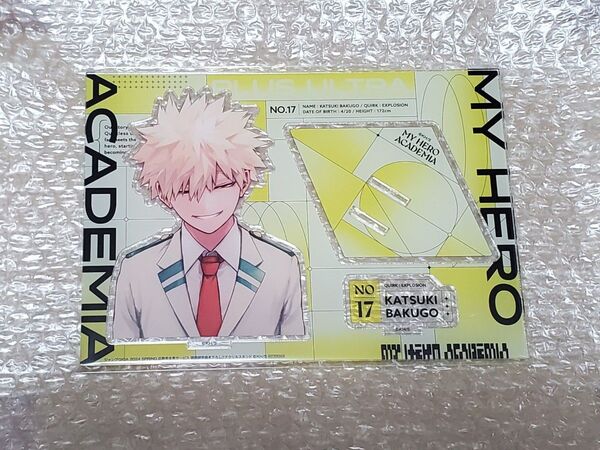 PLUS ULTRA
MY HERO
ACADEMIA
NO.17
NAME : KATSUKI BAKUGO / QUIRK : EXPLOSION
DATE OF BIRTH : 4/20 / HEIGHT : 172cm
MY HERO
ACADEMIA
NO
17
QUIRK : EXPLOSION
KATSUKI
BAKUGO
MY HERO ACADEMIA